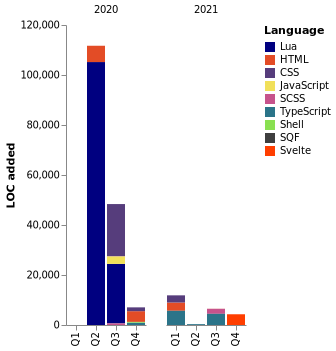 2020 2021
Language
Lua
HTML
CSS
JavaScript
SCSS
TypeScript
Shell
SQF
Svelte
LOC added
120,000
100,000
80,000
60,000
40,000
20,000
0
Q1 Q2 Q3 Q4 Q1 Q2 Q3 Q4